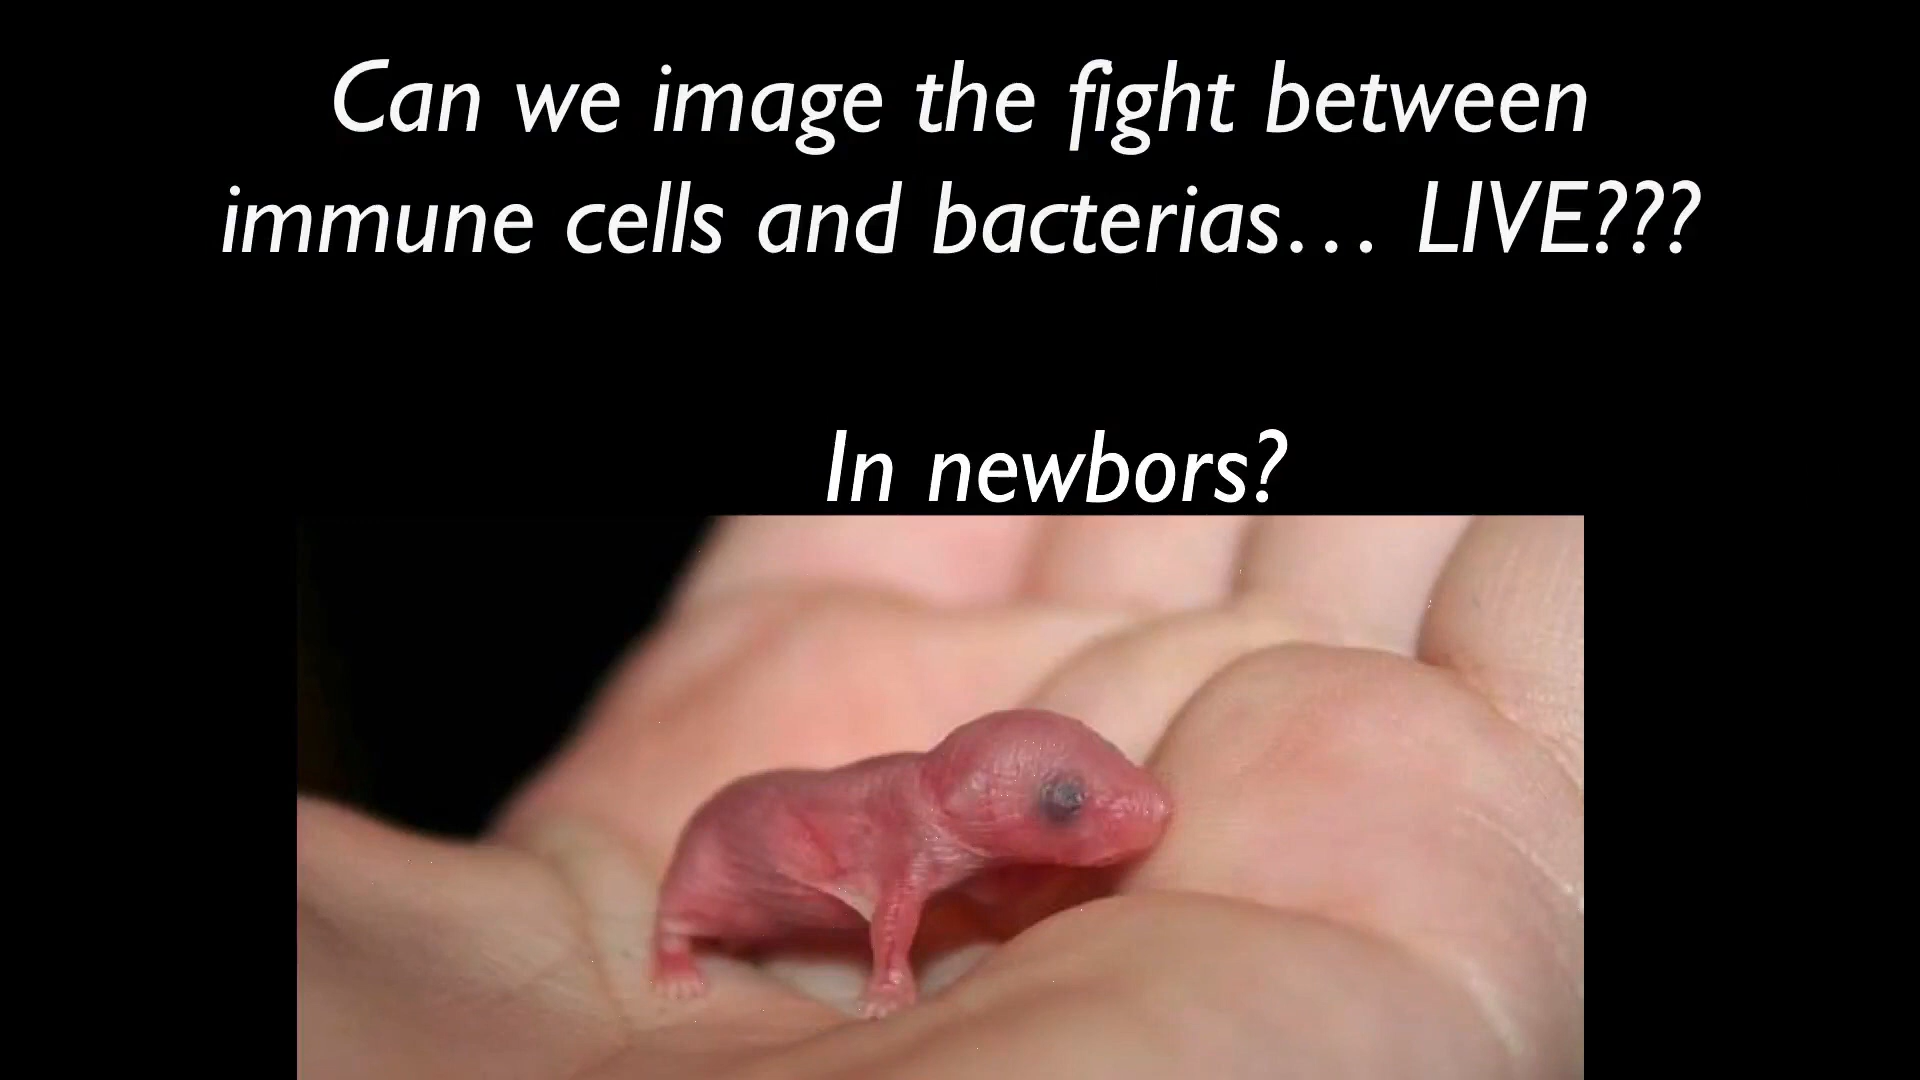 Can we image the fight between
immune cells and bacterias... LIVE???
In newbors?